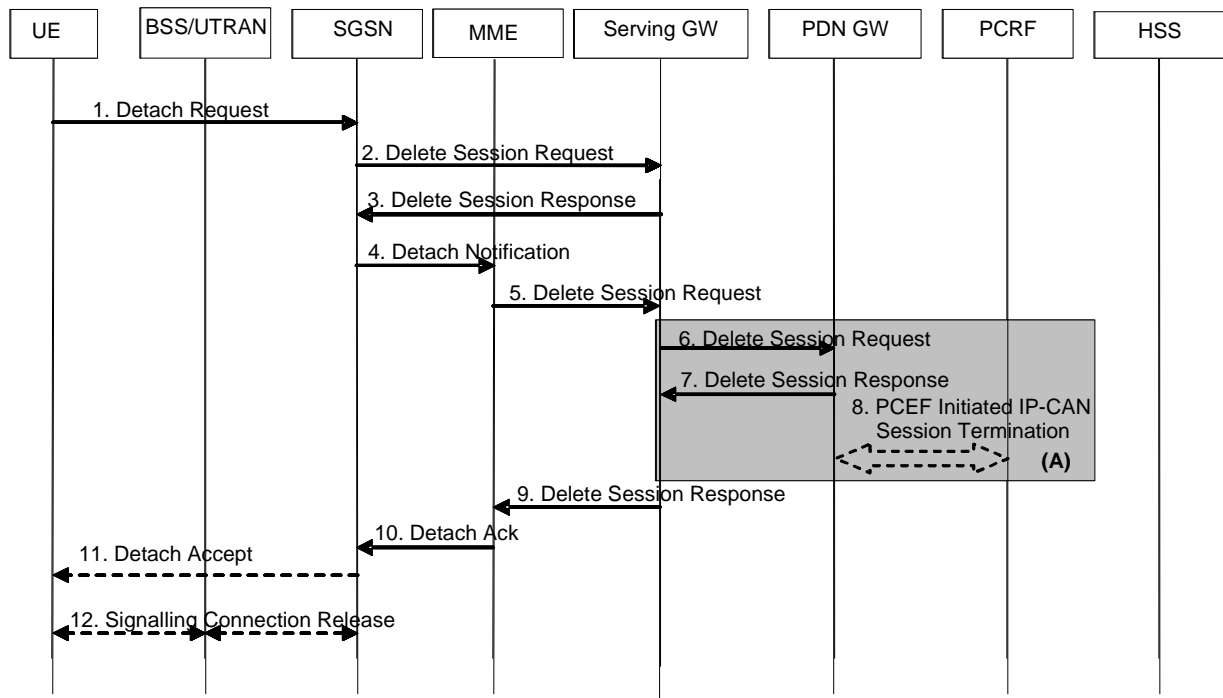 UE
BSS/UTRAN
SGSN
MME
Serving GW
PDN GW
PCRF
HSS
1. Detach Request
2. Delete Session Request
3. Delete Session Response
4. Detach Notification
5. Delete Session Request
6. Delete Session Request
7. Delete Session Response
8. PCEF Initiated IP-CAN
Session Termination
(A)
9. Delete Session Response
10. Detach Ack
11. Detach Accept
12. Signalling Connection Release